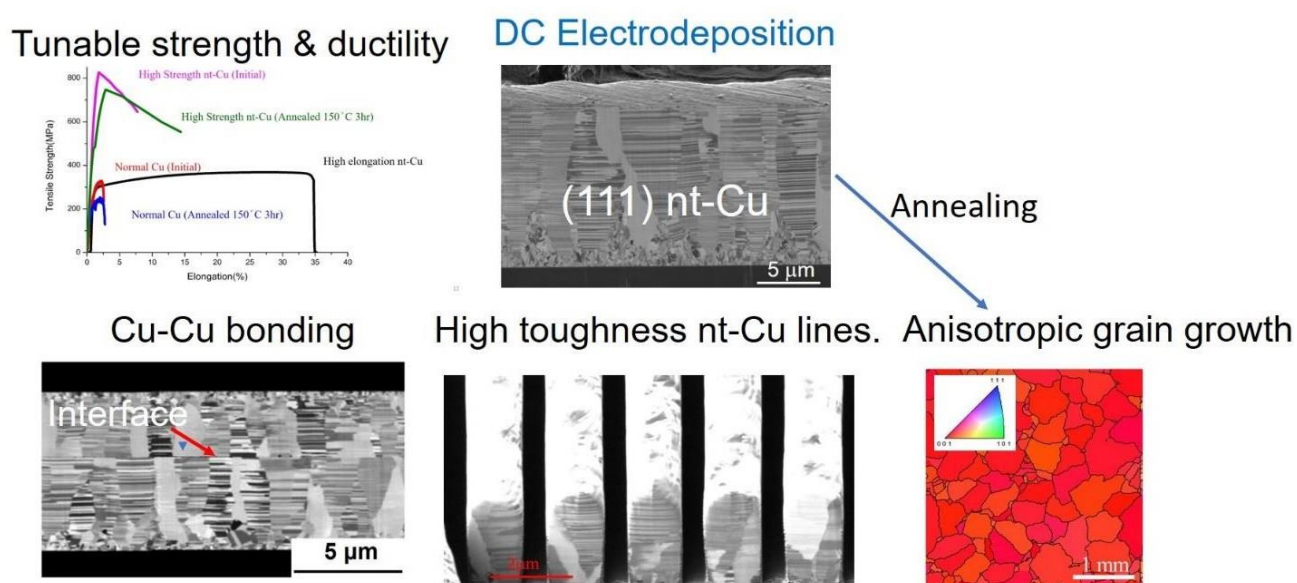 Tunable strength & ductility
DC Electrodeposition
800
600
400
200
0
Tensile Strength(MPa)
High Strength nt-Cu (Initial)
High Strength nt-Cu (Annealed 150˚C 3hr)
High elongation nt-Cu
Normal Cu (Initial)
Normal Cu (Annealed 150˚C 3hr)
0 5 10 15 20 25 30 35 40
Elongation(%)
(111) nt-Cu
5 μm
Annealing
Cu-Cu bonding
High toughness nt-Cu lines.
Anisotropic grain growth
Interface
5 μm
2μm
111
001 101
1 mm